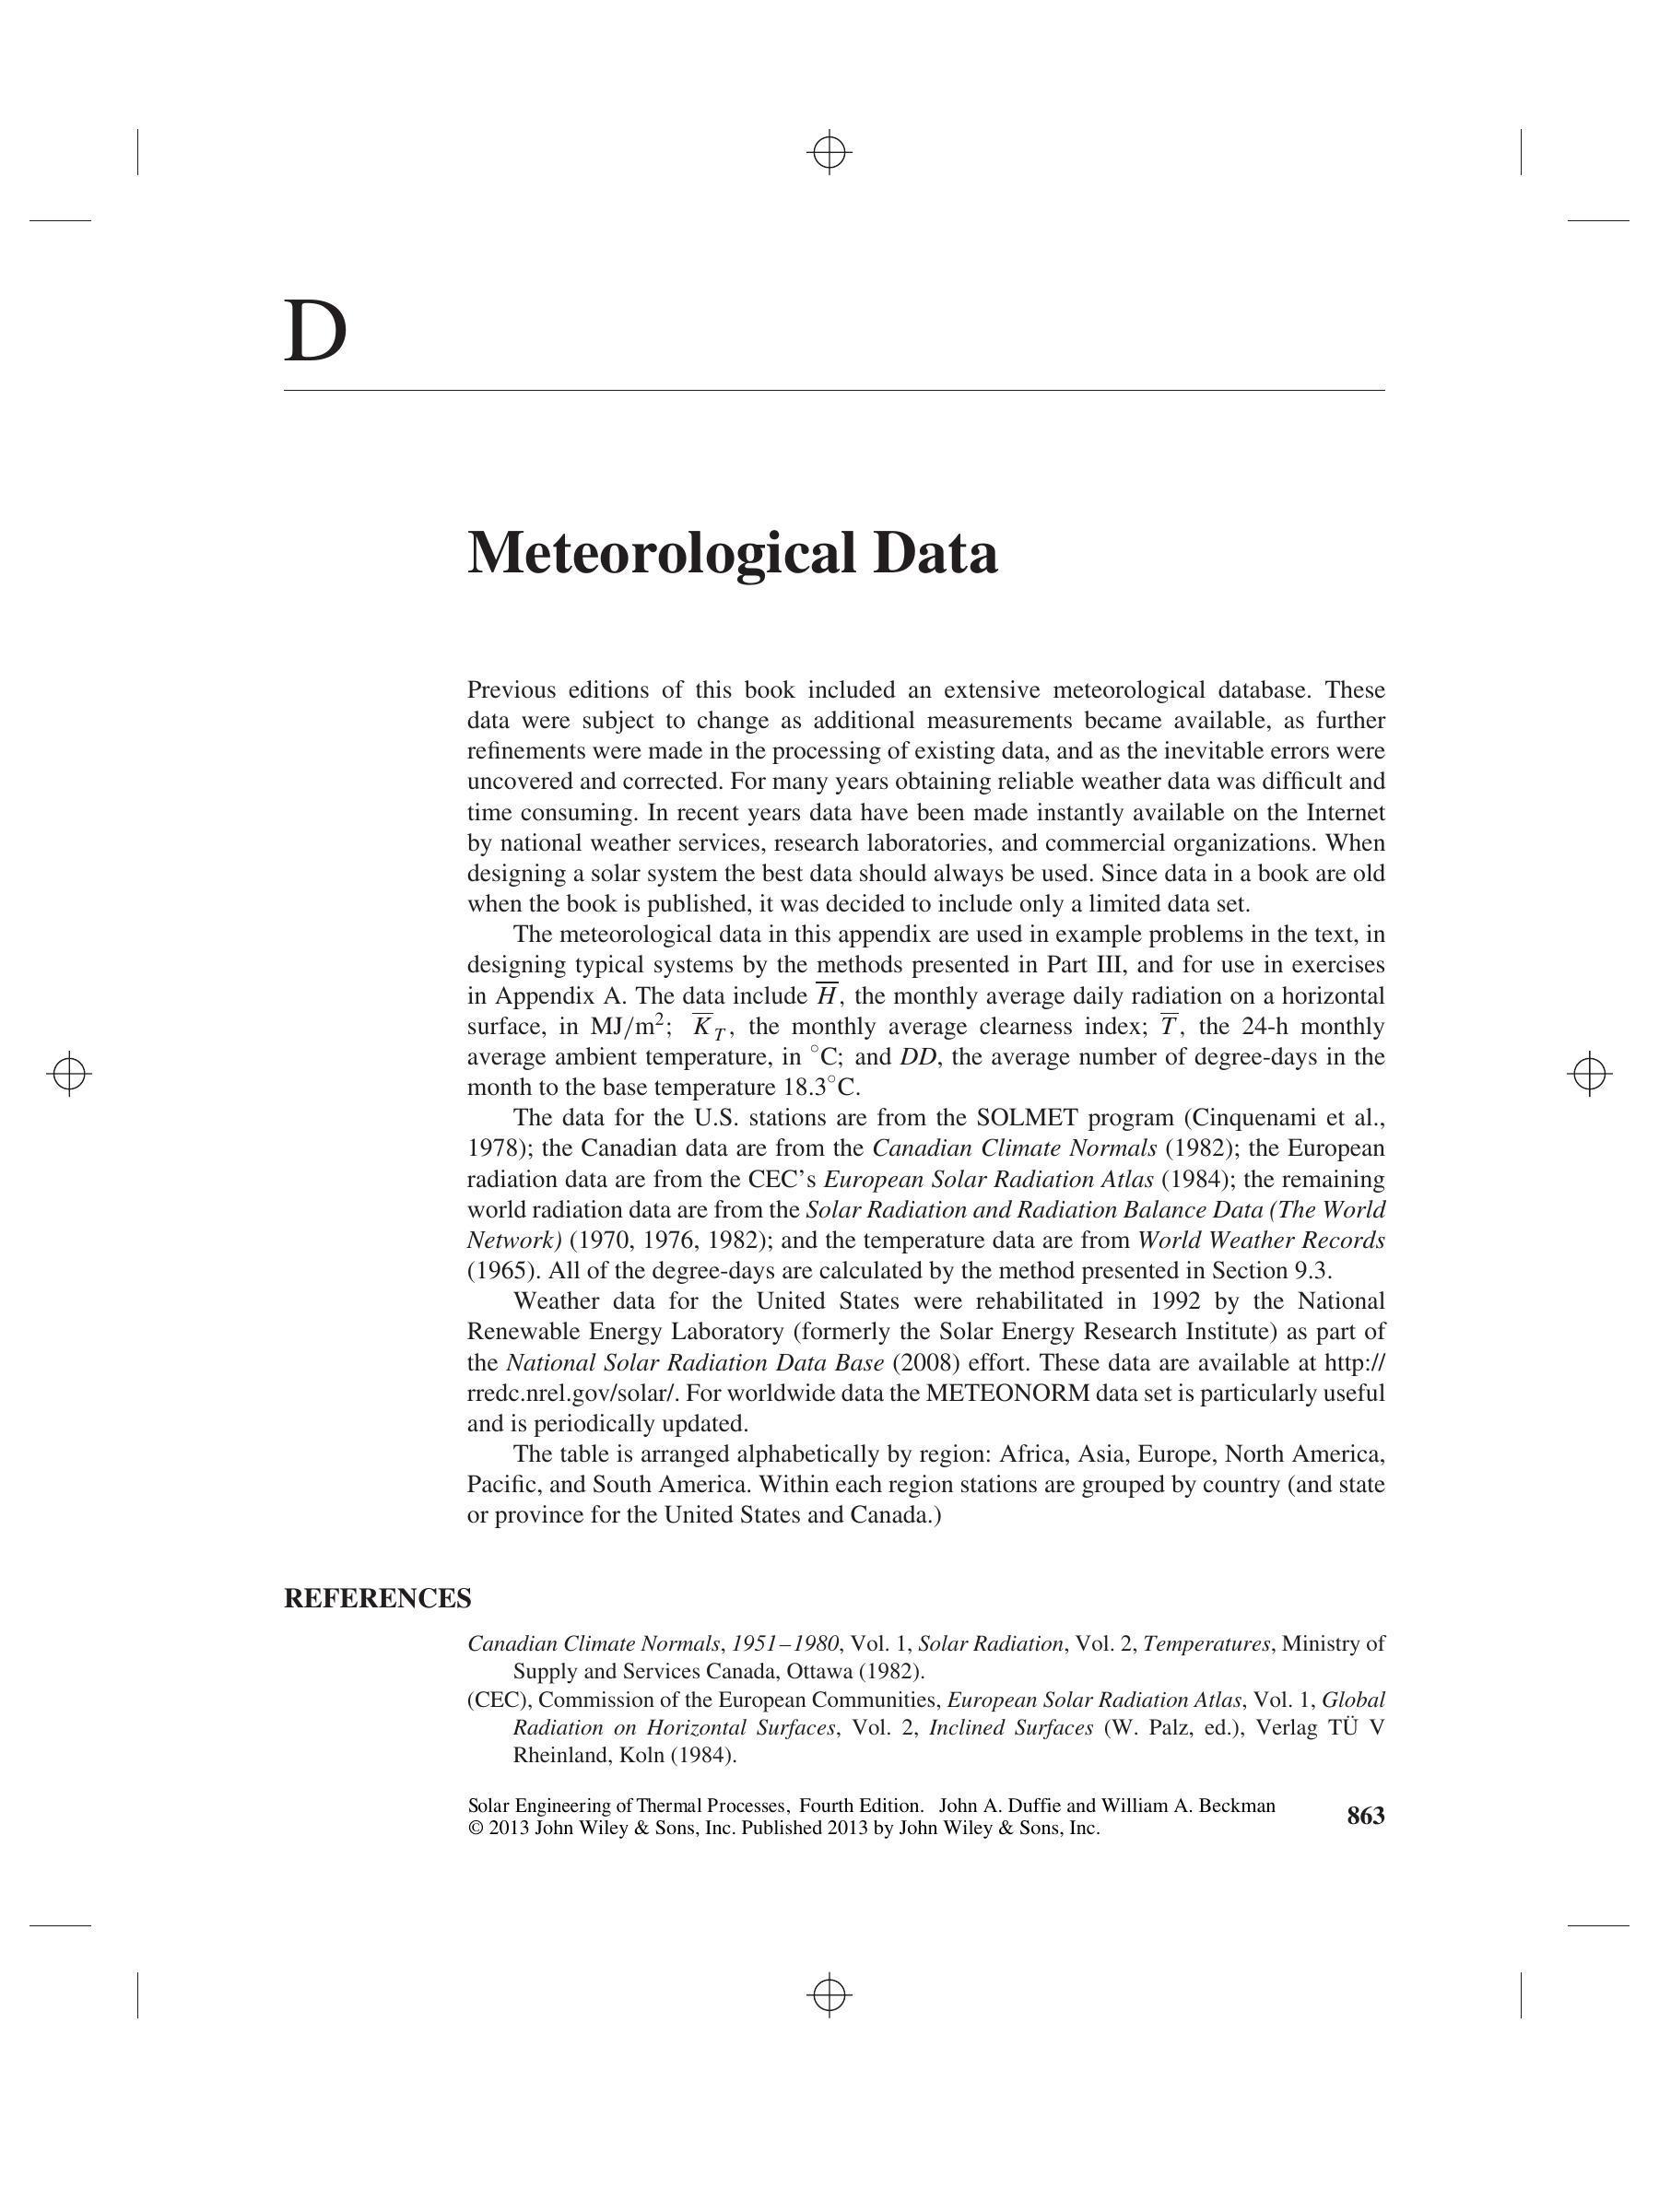 D
Meteorological Data
Previous editions of this book included an extensive meteorological database. These
data were subject to change as additional measurements became available, as further
refinements were made in the processing of existing data, and as the inevitable errors were
uncovered and corrected. For many years obtaining reliable weather data was difficult and
time consuming. In recent years data have been made instantly available on the Internet
by national weather services, research laboratories, and commercial organizations. When
designing a solar system the best data should always be used. Since data in a book are old
when the book is published, it was decided to include only a limited data set.
The meteorological data in this appendix are used in example problems in the text, in
designing typical systems by the methods presented in Part III, and for use in exercises
in Appendix A. The data include H̅, the monthly average daily radiation on a horizontal
surface, in MJ/m²; K̅_T, the monthly average clearness index; T̅, the 24-h monthly
average ambient temperature, in °C; and DD, the average number of degree-days in the
month to the base temperature 18.3°C.
The data for the U.S. stations are from the SOLMET program (Cinquenami et al.,
1978); the Canadian data are from the Canadian Climate Normals (1982); the European
radiation data are from the CEC’s European Solar Radiation Atlas (1984); the remaining
world radiation data are from the Solar Radiation and Radiation Balance Data (The World
Network) (1970, 1976, 1982); and the temperature data are from World Weather Records
(1965). All of the degree-days are calculated by the method presented in Section 9.3.
Weather data for the United States were rehabilitated in 1992 by the National
Renewable Energy Laboratory (formerly the Solar Energy Research Institute) as part of
the National Solar Radiation Data Base (2008) effort. These data are available at http://
rredc.nrel.gov/solar/. For worldwide data the METEONORM data set is particularly useful
and is periodically updated.
The table is arranged alphabetically by region: Africa, Asia, Europe, North America,
Pacific, and South America. Within each region stations are grouped by country (and state
or province for the United States and Canada.)
REFERENCES
Canadian Climate Normals, 1951–1980, Vol. 1, Solar Radiation, Vol. 2, Temperatures, Ministry of
Supply and Services Canada, Ottawa (1982).
(CEC), Commission of the European Communities, European Solar Radiation Atlas, Vol. 1, Global
Radiation on Horizontal Surfaces, Vol. 2, Inclined Surfaces (W. Palz, ed.), Verlag TÜ V
Rheinland, Koln (1984).
Solar Engineering of Thermal Processes, Fourth Edition. John A. Duffie and William A. Beckman
© 2013 John Wiley & Sons, Inc. Published 2013 by John Wiley & Sons, Inc.
863